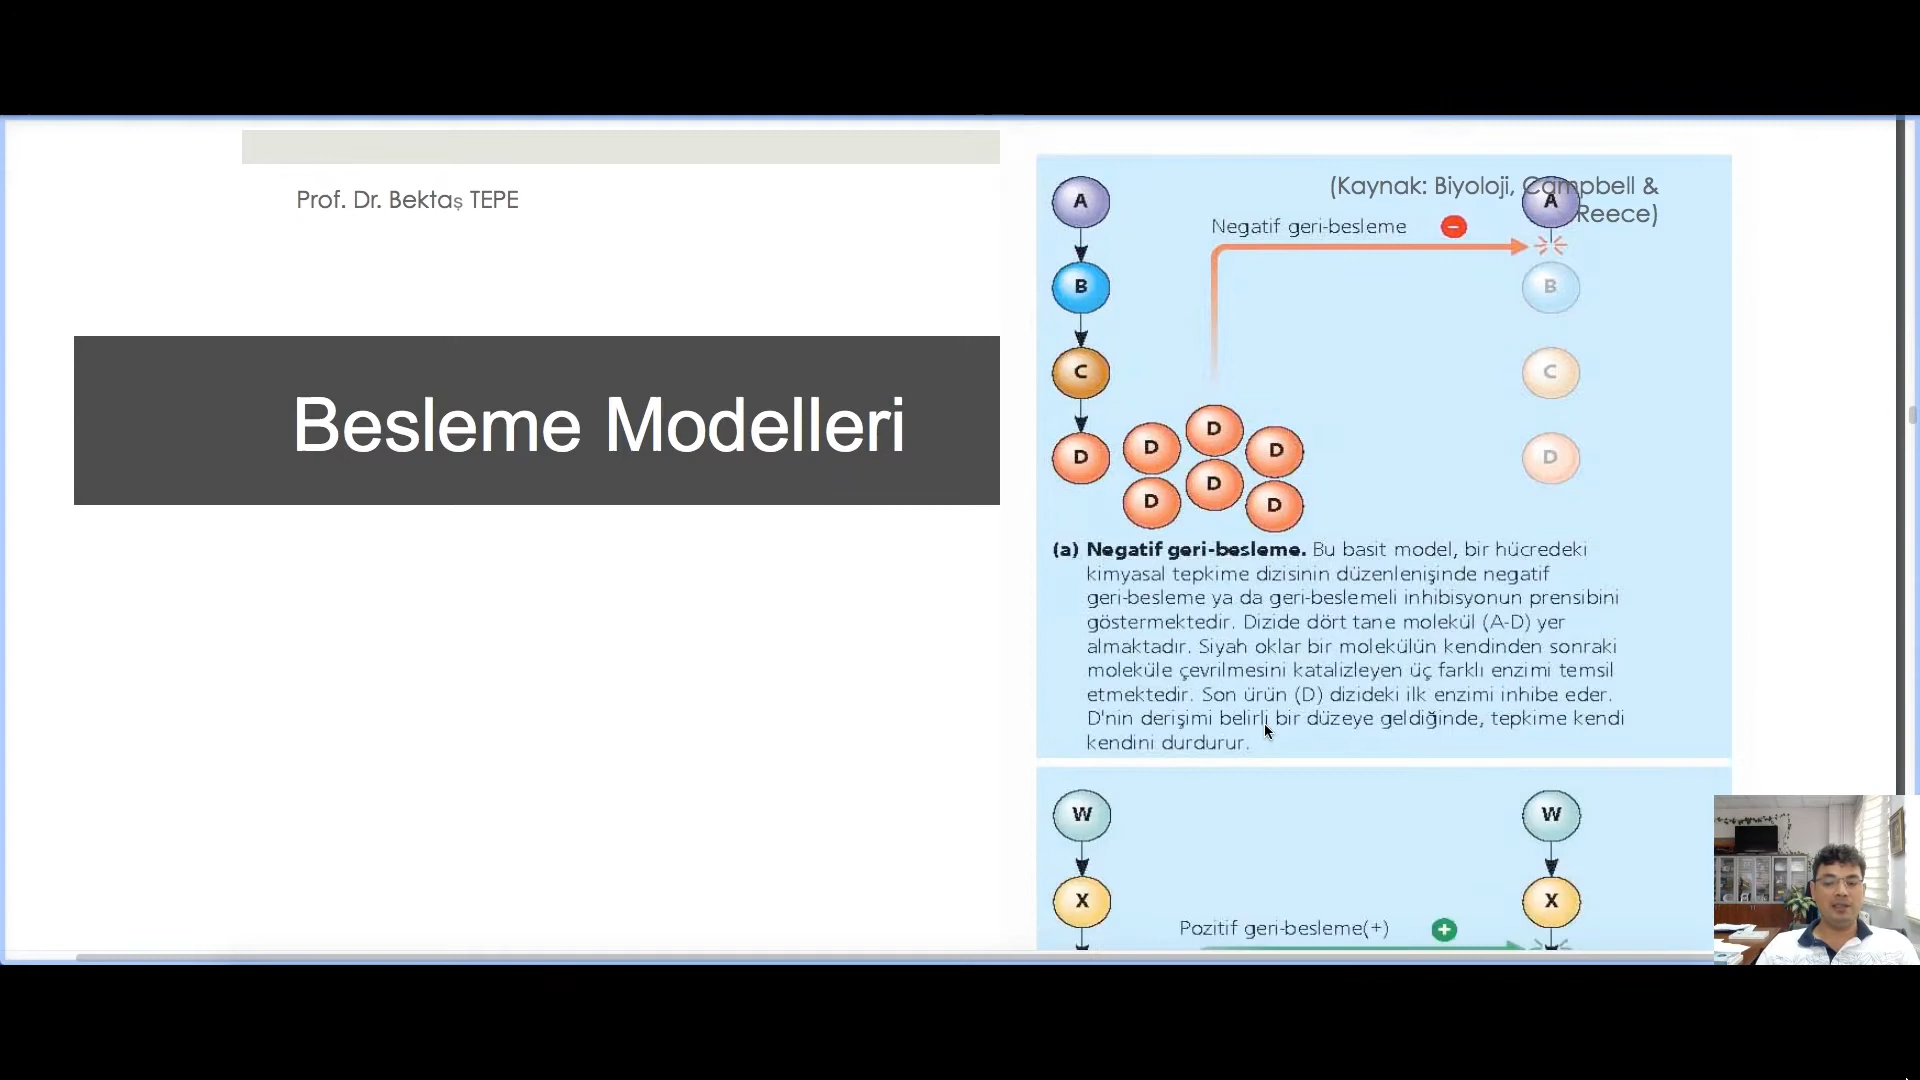 Prof. Dr. Bektaş TEPE
Besleme Modelleri
(Kaynak: Biyoloji, Campbell &
Reece)
A
A
Negatif geri-besleme
B
B
C
C
D
D
D
D
D
D
D
D
(a) Negatif geri-besleme. Bu basit model, bir hücredeki
kimyasal tepkime dizisinin düzenlenişinde negatif
geri-besleme ya da geri-beslemeli inhibisyonun prensibini
göstermektedir. Dizide dört tane molekül (A-D) yer
almaktadır. Siyah oklar bir molekülün kendinden sonraki
moleküle çevrilmesini katalizleyen üç farklı enzimi temsil
etmektedir. Son ürün (D) dizideki ilk enzimi inhibe eder.
D'nin derişimi belirli bir düzeye geldiğinde, tepkime kendi
kendini durdurur.
W
W
X
X
Pozitif geri-besleme(+)